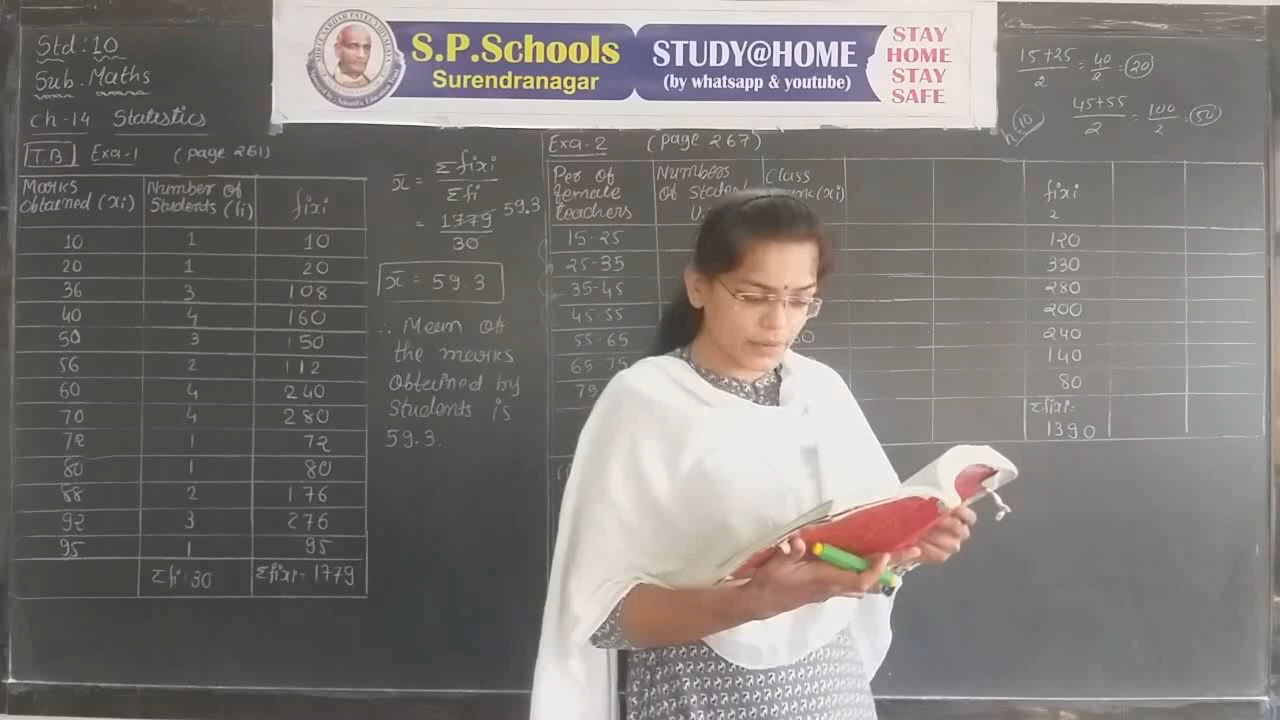 Std: 10
Sub. Maths
Ch-14 Statistics
T.B Exa-1 (page 261)
Marks Obtained (xi) Number of Students (fi) fixi
10 1 10
20 1 20
36 3 108
40 4 160
50 3 150
56 2 112
60 4 240
70 4 280
72 1 72
80 1 80
88 2 176
92 3 276
95 1 95
Σfi = 30 Σfixi = 1779
x̄ = Σfixi / Σfi
= 1779 / 30 59.3
x̄ = 59.3
∴ Mean of
the marks
Obtained by
Students is
59.3.
S.P.Schools
Surendranagar
STUDY@HOME
(by whatsapp & youtube)
STAY
HOME
STAY
SAFE
Exa-2 (page 267)
15+25 / 2 = 40 / 2 = 20
45+55 / 2 = 100 / 2 = 50
h=10
Per of female teachers Numbers Of Class fixi
2
15-25 120
25-35 330
35-45 280
45-55 200
55-65 240
65-75 140
75 80
Σfixi =
1390